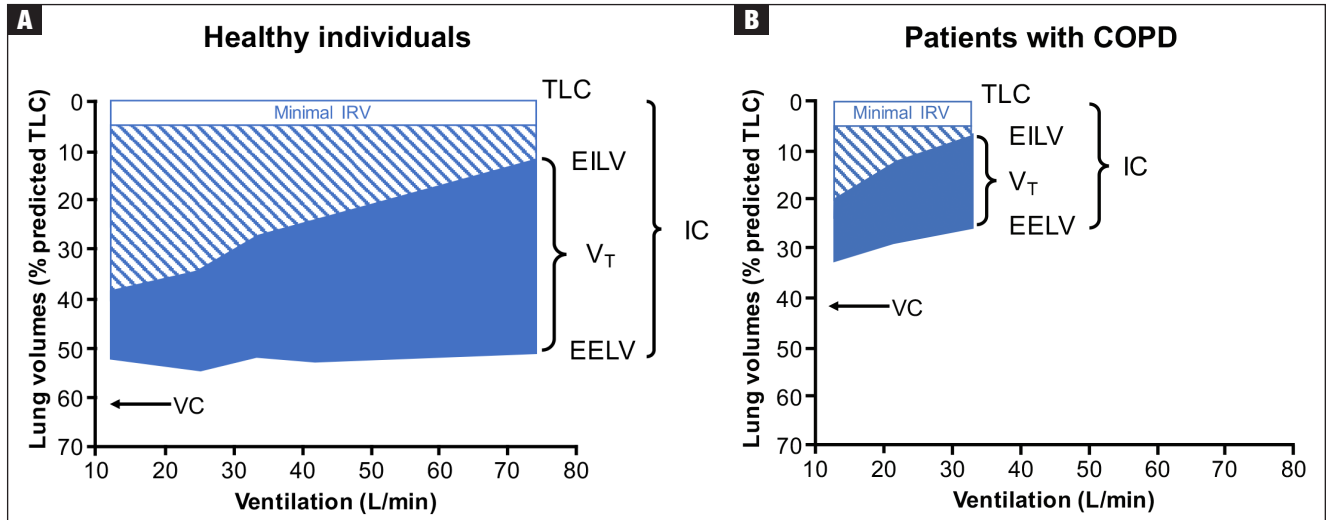 A
Healthy individuals
Lung volumes (% predicted TLC)
0
10
20
30
40
50
60
70
Minimal IRV
TLC
EILV
VT
EELV
IC
VC
10 20 30 40 50 60 70 80
Ventilation (L/min)
B
Patients with COPD
Lung volumes (% predicted TLC)
0
10
20
30
40
50
60
70
Minimal IRV
TLC
EILV
VT
EELV
IC
VC
10 20 30 40 50 60 70 80
Ventilation (L/min)